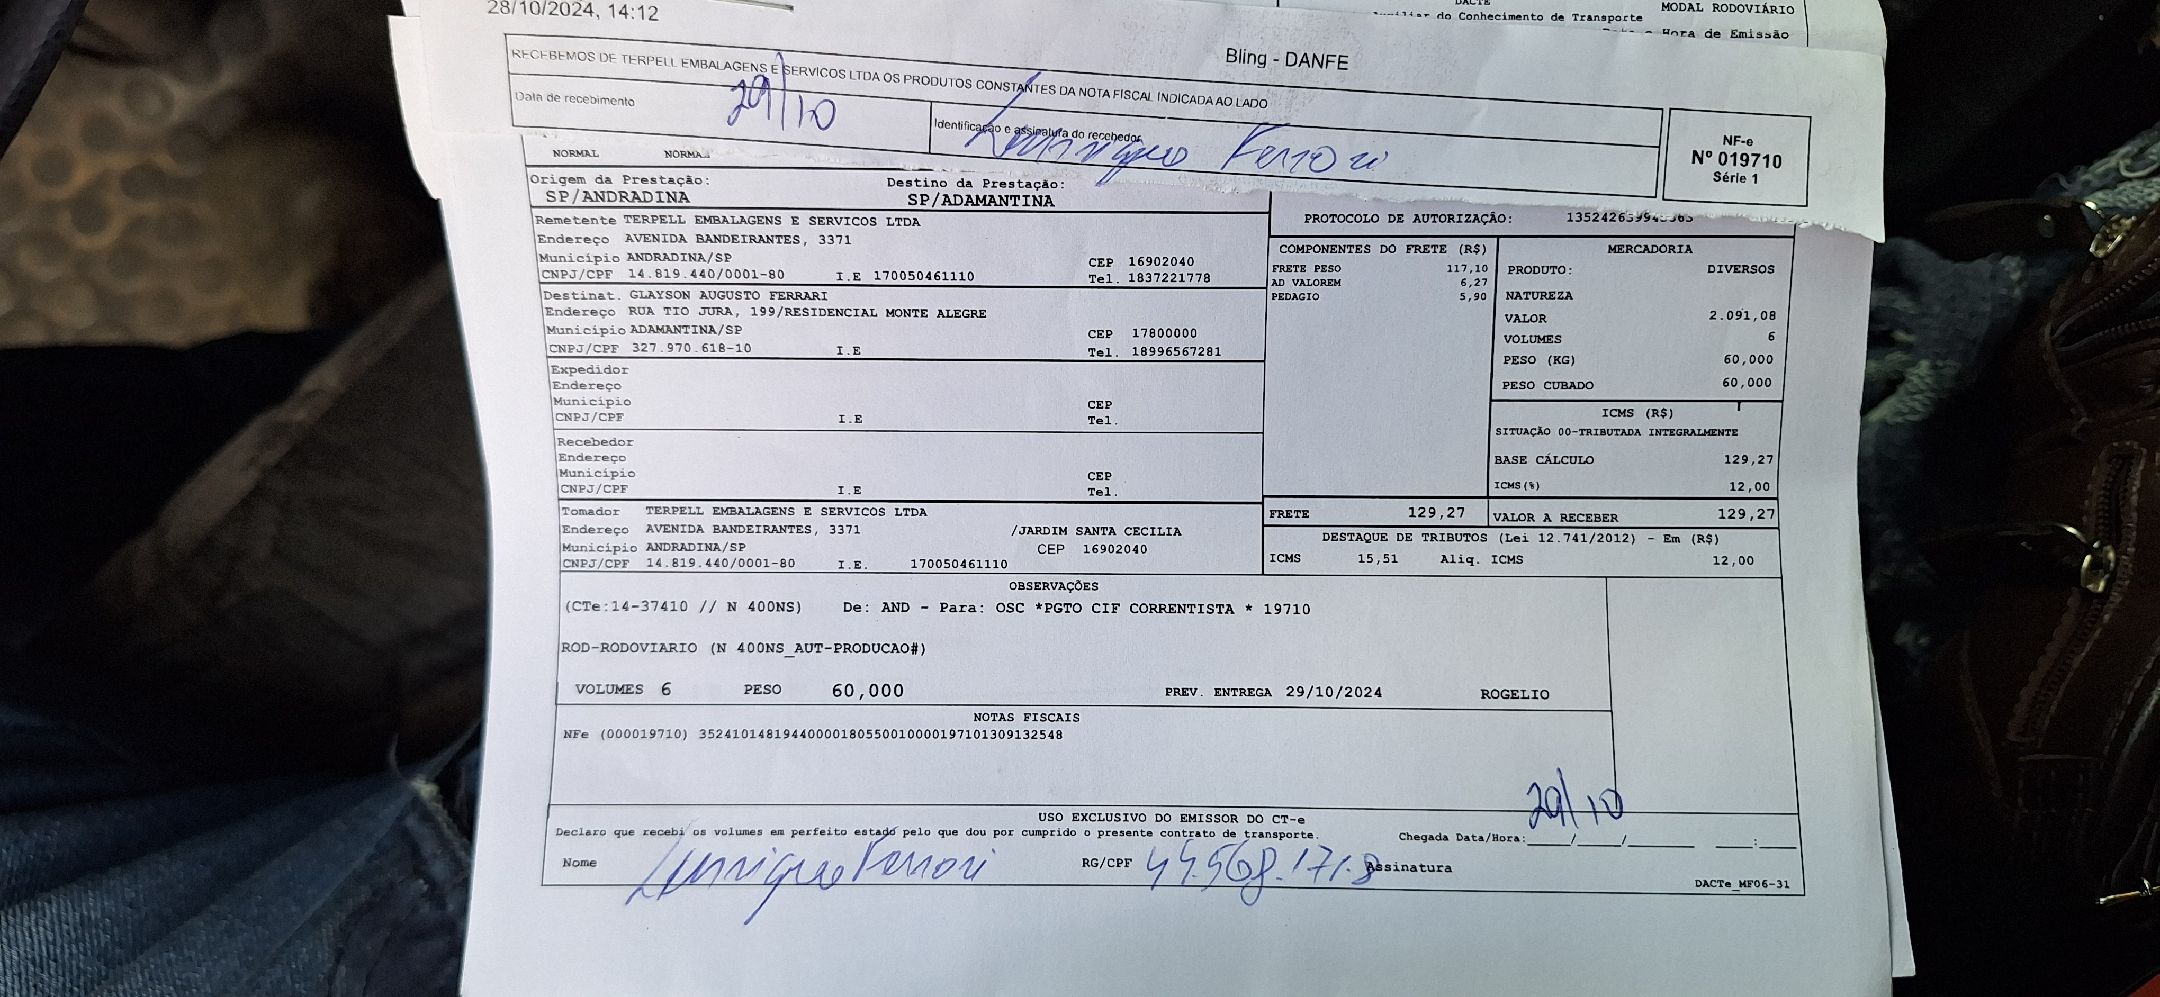 28/10/2024, 14:12
DACTE
do Conhecimento de Transporte
MODAL RODOVIÁRIO
Hora de Emissão
Bling - DANFE
RECEBEMOS DE TERPELL EMBALAGENS E SERVICOS LTDA OS PRODUTOS CONSTANTES DA NOTA FISCAL INDICADA AO LADO
Data de recebimento 29/10
Identificação e assinatura do recebedor
NF-e
Nº 019710
Série 1
NORMAL NORMAL
Origem da Prestação: Destino da Prestação:
SP/ANDRADINA SP/ADAMANTINA
Remetente TERPELL EMBALAGENS E SERVICOS LTDA
Endereço AVENIDA BANDEIRANTES, 3371
Município ANDRADINA/SP CEP 16902040
CNPJ/CPF 14.819.440/0001-80 I.E 170050461110 Tel. 1837221778
Destinat. GLAYSON AUGUSTO FERRARI
Endereço RUA TIO JURA, 199/RESIDENCIAL MONTE ALEGRE
Município ADAMANTINA/SP CEP 17800000
CNPJ/CPF 327.970.618-10 I.E Tel. 18996567281
Expedidor
Endereço
Município CEP
CNPJ/CPF I.E Tel.
Recebedor
Endereço
Município CEP
CNPJ/CPF I.E Tel.
Tomador TERPELL EMBALAGENS E SERVICOS LTDA
Endereço AVENIDA BANDEIRANTES, 3371 /JARDIM SANTA CECILIA
Município ANDRADINA/SP CEP 16902040
CNPJ/CPF 14.819.440/0001-80 I.E. 170050461110
PROTOCOLO DE AUTORIZAÇÃO:
COMPONENTES DO FRETE (R$)
FRETE PESO 117,10
AD VALOREM 6,27
PEDAGIO 5,90
MERCADORIA
PRODUTO: DIVERSOS
NATUREZA
VALOR 2.091,08
VOLUMES 6
PESO (KG) 60,000
PESO CUBADO 60,000
ICMS (R$)
SITUAÇÃO 00-TRIBUTADA INTEGRALMENTE
BASE CÁLCULO 129,27
ICMS(%) 12,00
FRETE 129,27 VALOR A RECEBER 129,27
DESTAQUE DE TRIBUTOS (Lei 12.741/2012) - Em (R$)
ICMS 15,51 Aliq. ICMS 12,00
OBSERVAÇÕES
(CTe:14-37410 // N 400NS) De: AND - Para: OSC *PGTO CIF CORRENTISTA * 19710
ROD-RODOVIARIO (N 400NS_AUT-PRODUCAO#)
VOLUMES 6 PESO 60,000 PREV. ENTREGA 29/10/2024 ROGELIO
NOTAS FISCAIS
NFe (000019710) 35241014819440000180550010000197101309132548
USO EXCLUSIVO DO EMISSOR DO CT-e
Declaro que recebi os volumes em perfeito estado pelo que dou por cumprido o presente contrato de transporte. Chegada Data/Hora: 29/10
Nome RG/CPF 44.568.171.8 Assinatura
DACTe_MF06-31